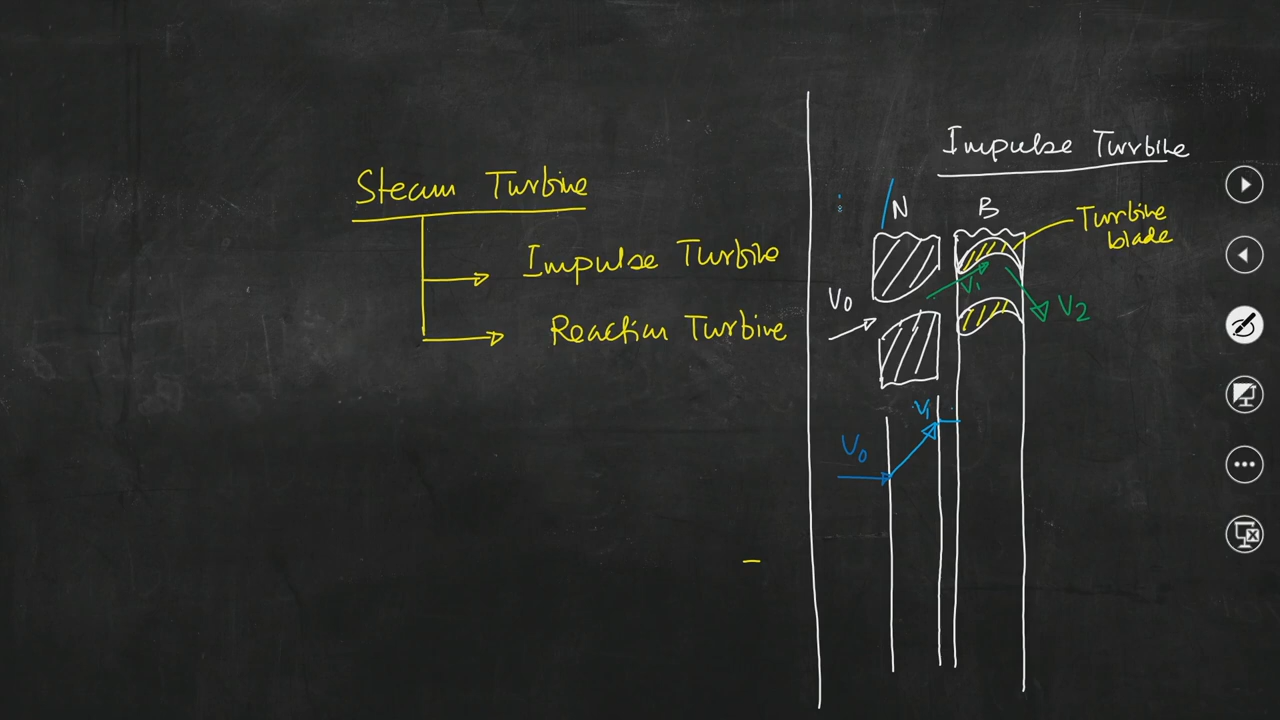 Steam Turbine
Impulse Turbine
Reaction Turbine
Impulse Turbine
N
B
Turbine
blade
V0
V1
V2
V1
V0